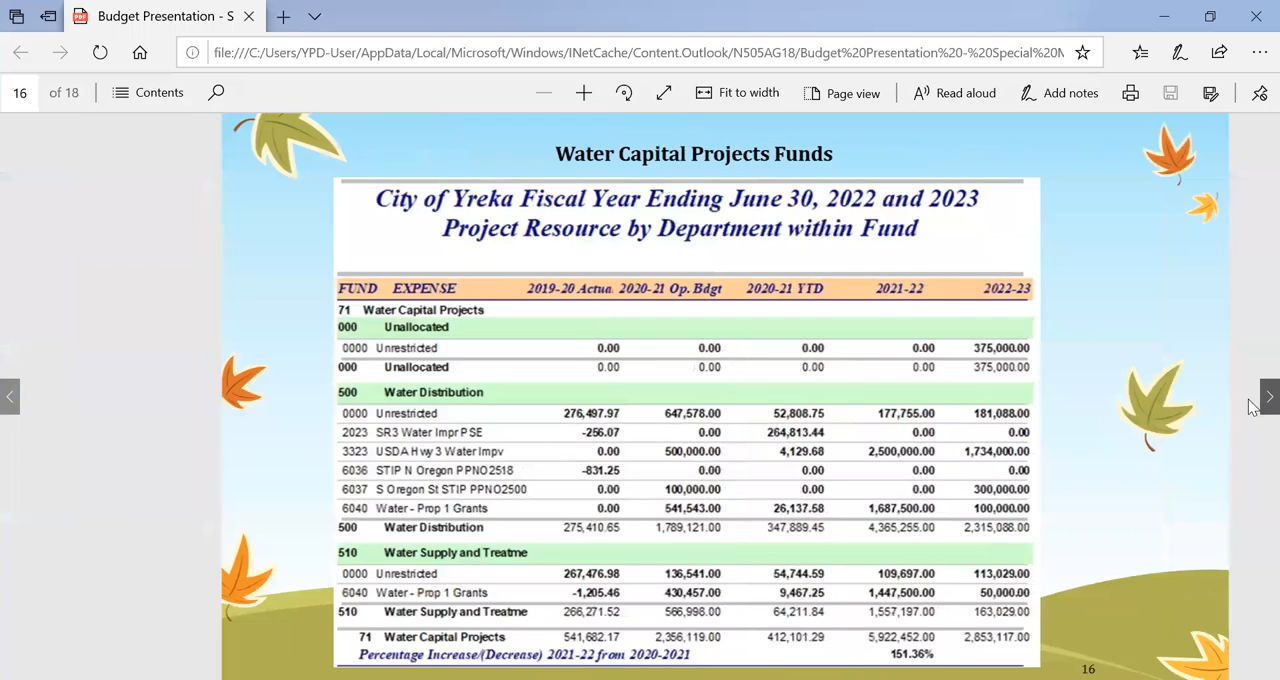 Budget Presentation - S
file:///C:/Users/YPD-User/AppData/Local/Microsoft/Windows/INetCache/Content.Outlook/N505AG18/Budget%20Presentation%20-%20Special%20M
16 of 18 Contents Fit to width Page view Read aloud Add notes
Water Capital Projects Funds
City of Yreka Fiscal Year Ending June 30, 2022 and 2023
Project Resource by Department within Fund
FUND EXPENSE 2019-20 Actua. 2020-21 Op. Bdgt 2020-21 YTD 2021-22 2022-23
71 Water Capital Projects
000 Unallocated
0000 Unrestricted 0.00 0.00 0.00 0.00 375,000.00
000 Unallocated 0.00 0.00 0.00 0.00 375,000.00
500 Water Distribution
0000 Unrestricted 276,497.97 647,578.00 52,808.75 177,755.00 181,088.00
2023 SR3 Water Impr PSE -256.07 0.00 264,813.44 0.00 0.00
3323 USDA Hwy 3 Water Impv 0.00 500,000.00 4,129.68 2,500,000.00 1,734,000.00
6036 STIP N Oregon PPNO2518 -831.25 0.00 0.00 0.00 0.00
6037 S Oregon St STIP PPNO2500 0.00 100,000.00 0.00 0.00 300,000.00
6040 Water - Prop 1 Grants 0.00 541,543.00 26,137.58 1,687,500.00 100,000.00
500 Water Distribution 275,410.65 1,789,121.00 347,889.45 4,365,255.00 2,315,088.00
510 Water Supply and Treatme
0000 Unrestricted 267,476.98 136,541.00 54,744.59 109,697.00 113,029.00
6040 Water - Prop 1 Grants -1,205.46 430,457.00 9,467.25 1,447,500.00 50,000.00
510 Water Supply and Treatme 266,271.52 566,998.00 64,211.84 1,557,197.00 163,029.00
71 Water Capital Projects 541,682.17 2,356,119.00 412,101.29 5,922,452.00 2,853,117.00
Percentage Increase/(Decrease) 2021-22 from 2020-2021 151.36%
16